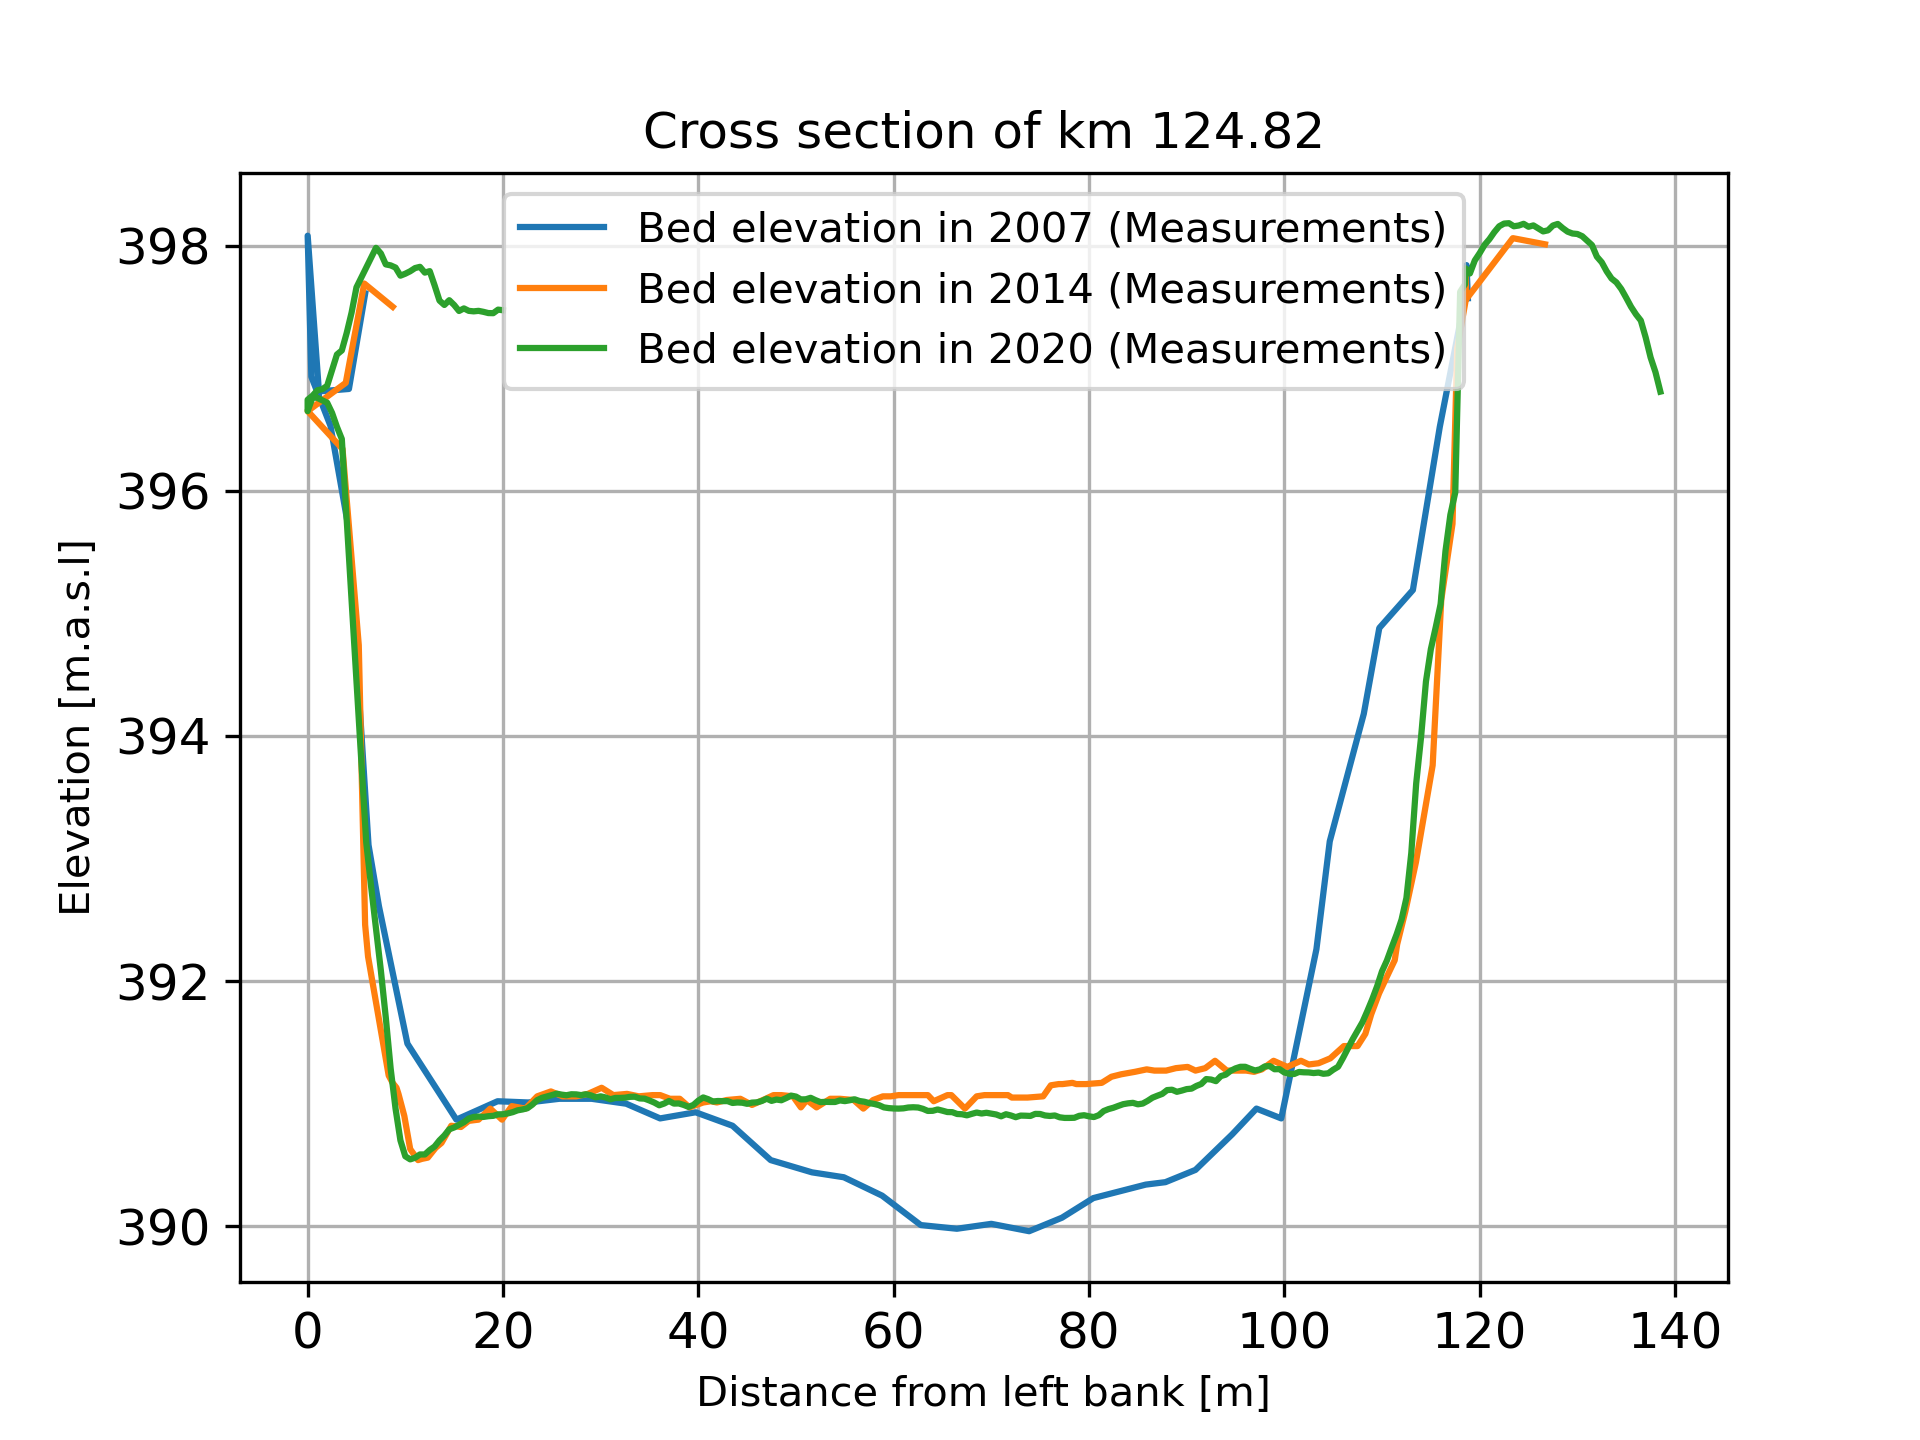 Cross section of km 124.82
Bed elevation in 2007 (Measurements)
Bed elevation in 2014 (Measurements)
Bed elevation in 2020 (Measurements)
398
396
394
392
390
Elevation [m.a.s.l]
0 20 40 60 80 100 120 140
Distance from left bank [m]